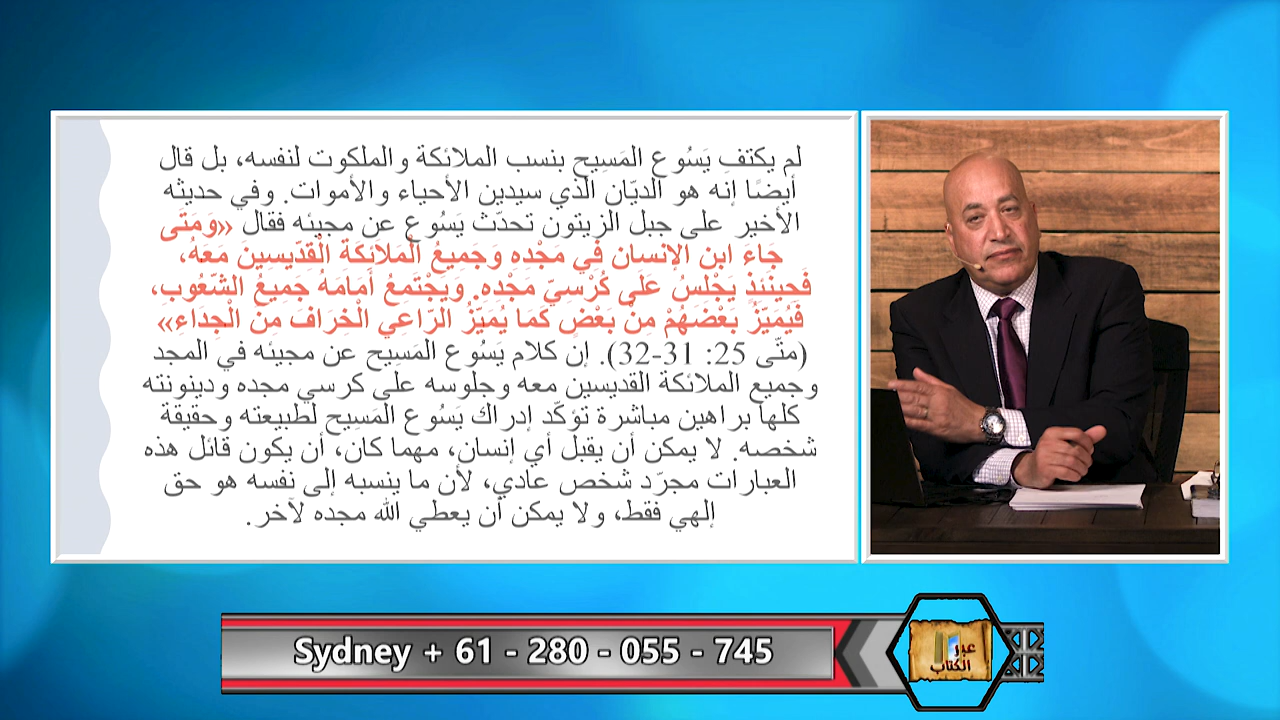 لم يكتفِ يَسُوع المَسِيح بنسب الملائكة والملكوت لنفسه، بل قال
أيضًا إنه هو الديّان الذي سيدين الأحياء والأموات. وفي حديثه
الأخير على جبل الزيتون تحدّث يَسُوع عن مجيئه فقال «وَمَتَى
جَاءَ ابن الإنسان فِي مَجْدِهِ وَجَمِيعُ الْمَلاَئِكَةِ الْقِدِّيسِينَ مَعَهُ،
فَحِينَئِذٍ يَجْلِسُ عَلَى كُرْسِيِّ مَجْدِهِ. ويَجْتَمِعُ أَمَامَهُ جَمِيعُ الشُّعُوبِ،
فَيُمَيِّزُ بَعْضَهُمْ مِنْ بَعْضٍ كَمَا يُمَيِّزُ الرَّاعِي الْخِرَافَ مِنَ الْجِدَاءِ»
(متّى 25: 31-32). إن كلام يَسُوع المَسِيح عن مجيئه في المجد
وجميع الملائكة القديسين معه وجلوسه على كرسي مجده ودينونته
كلها براهين مباشرة تؤكّد إدراك يَسُوع المَسِيح لطبيعته وحقيقة
شخصه. لا يمكن أن يقبل أي إنسان، مهما كان، أن يكون قائل هذه
العبارات مجرّد شخص عادي، لأن ما ينسبه إلى نفسه هو حق
إلهي فقط، ولا يمكن أن يعطي الله مجده لآخر.
Sydney + 61 - 280 - 055 - 745
عبر
الكتاب